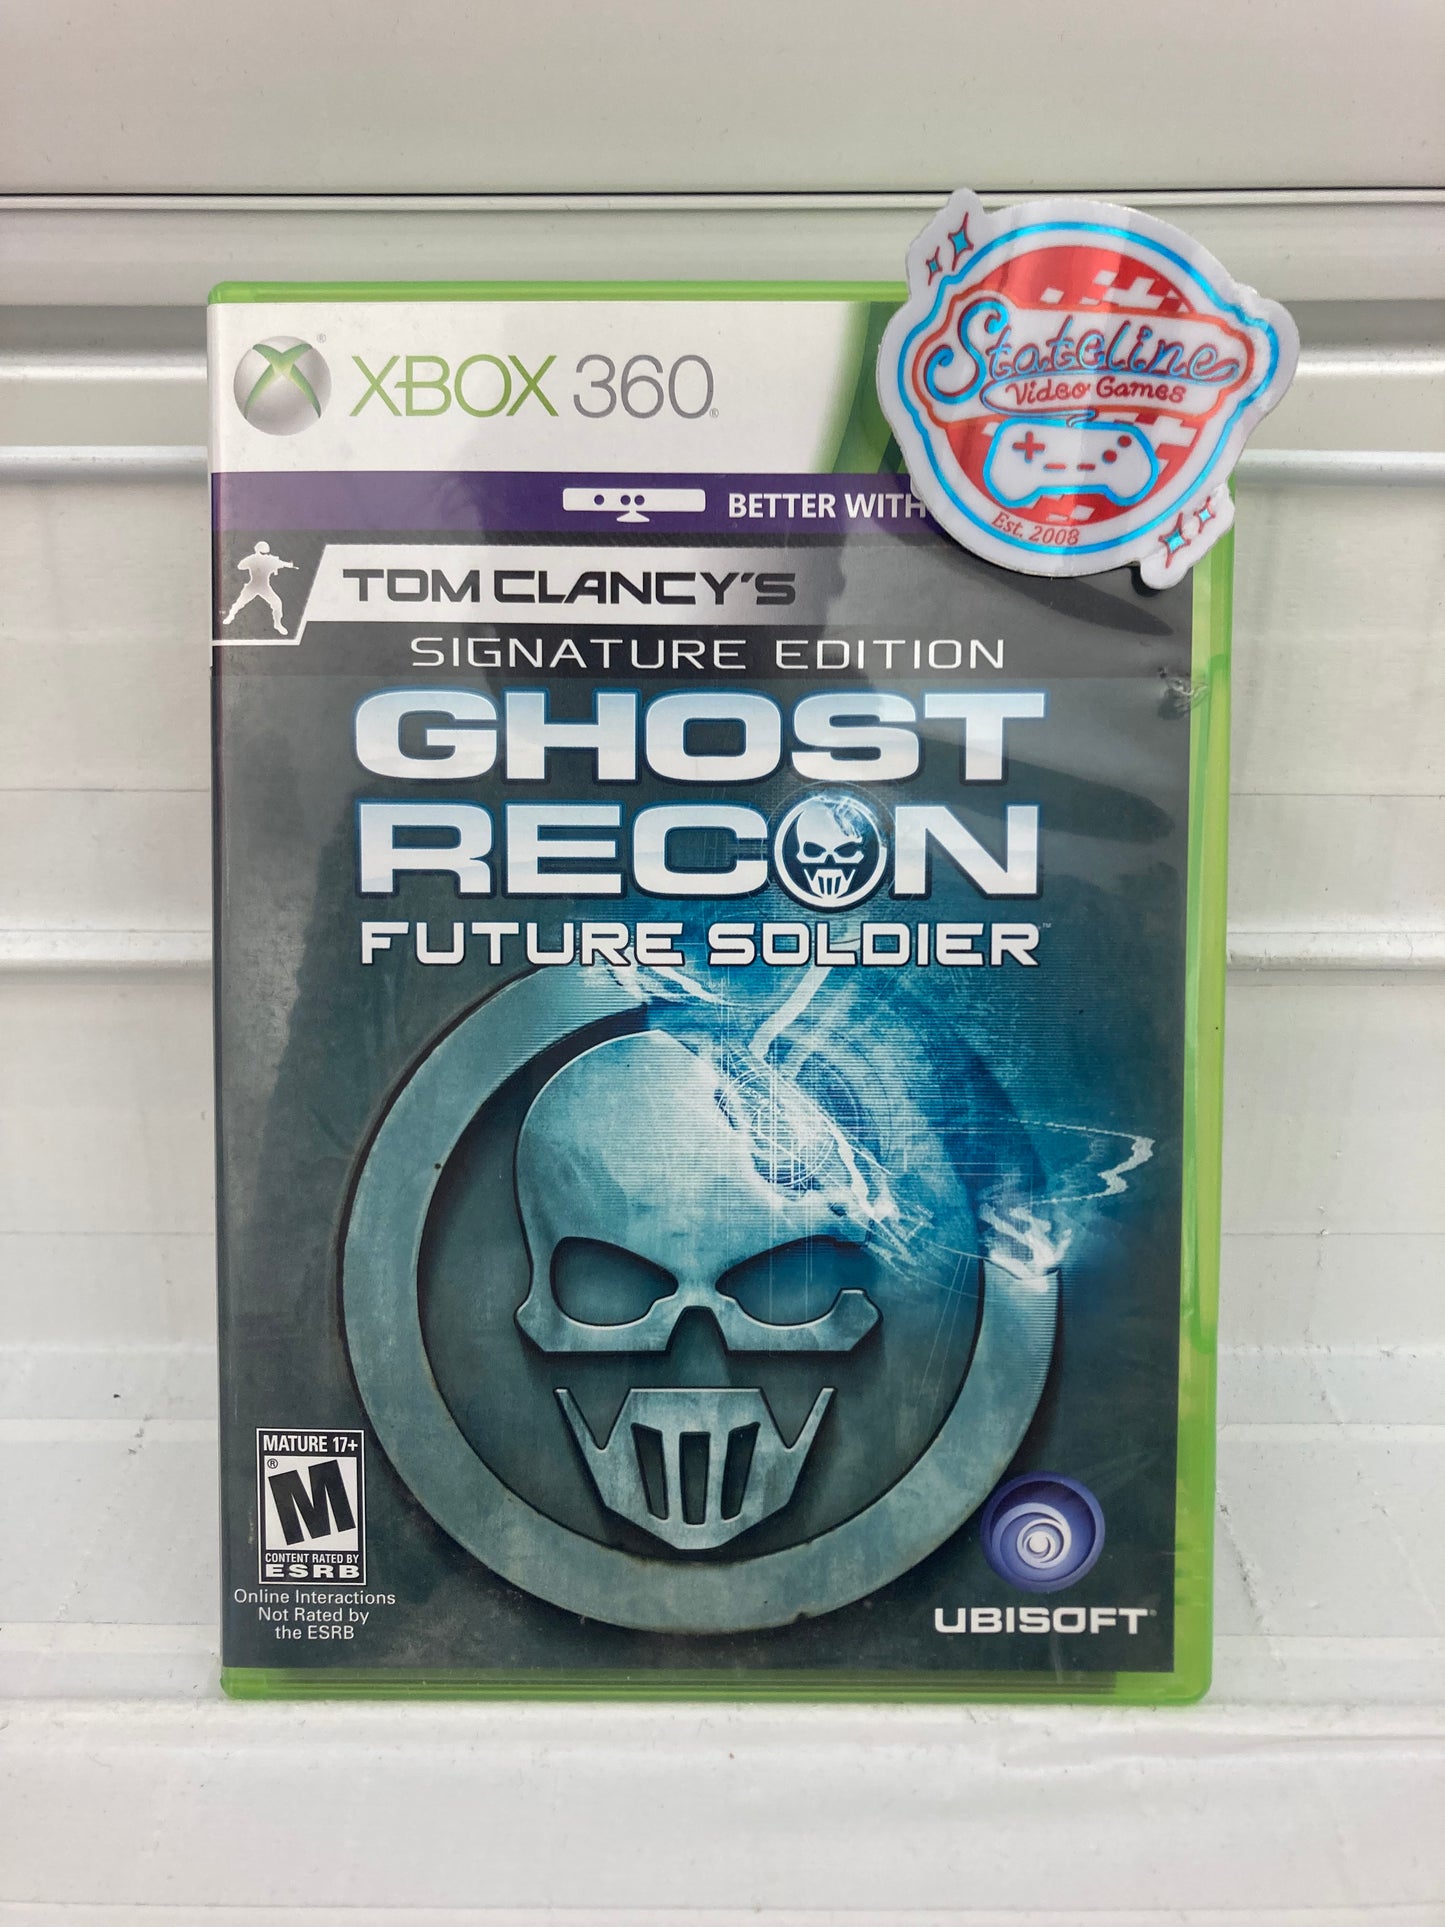 Stateline
Video Games
Est. 2008
XBOX 360
BETTER WITH
TOM CLANCY'S
SIGNATURE EDITION
GHOST
RECON
FUTURE SOLDIER™
MATURE 17+
M
CONTENT RATED BY
ESRB
Online Interactions
Not Rated by
the ESRB
UBISOFT